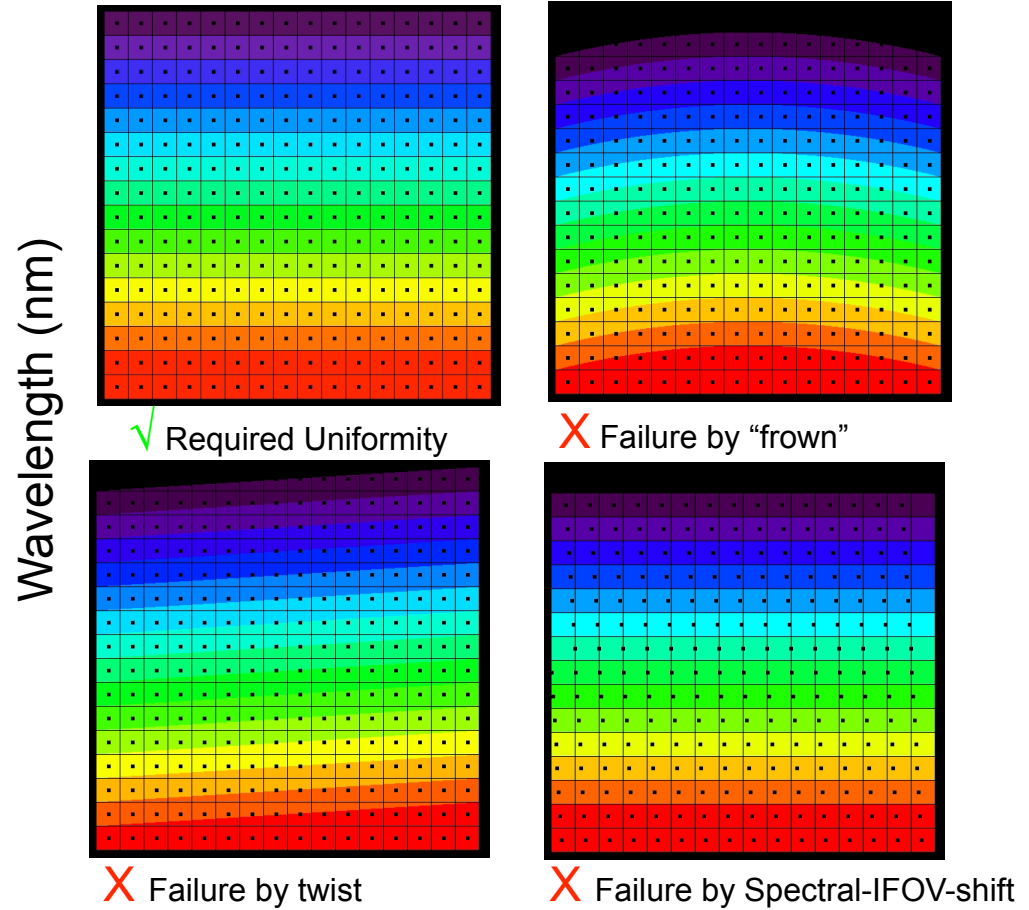 Wavelength (nm)
√ Required Uniformity
X Failure by “frown”
X Failure by twist
X Failure by Spectral-IFOV-shift